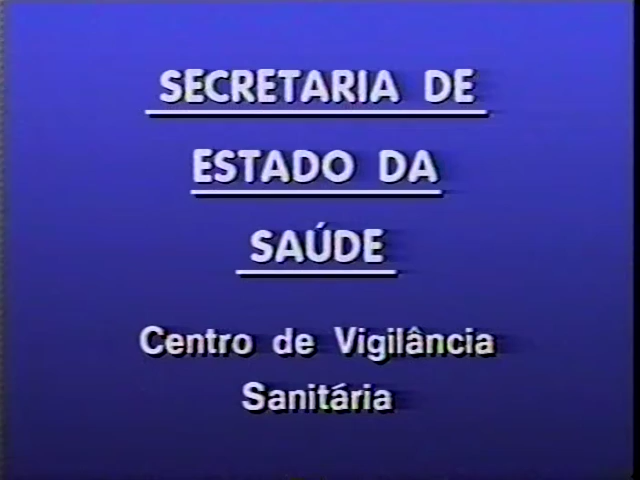 SECRETARIA DE
ESTADO DA
SAÚDE
Centro de Vigilância
Sanitária